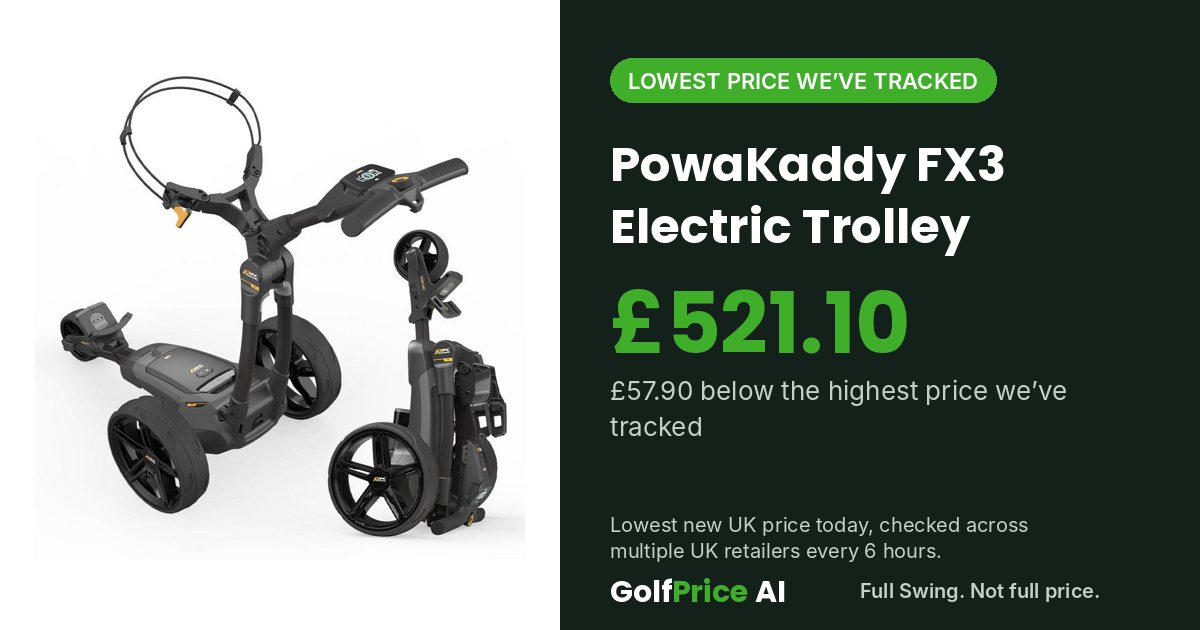 LOWEST PRICE WE’VE TRACKED
PowaKaddy FX3
Electric Trolley
£521.10
£57.90 below the highest price we’ve
tracked
Lowest new UK price today, checked across
multiple UK retailers every 6 hours.
GolfPrice AI
Full Swing. Not full price.